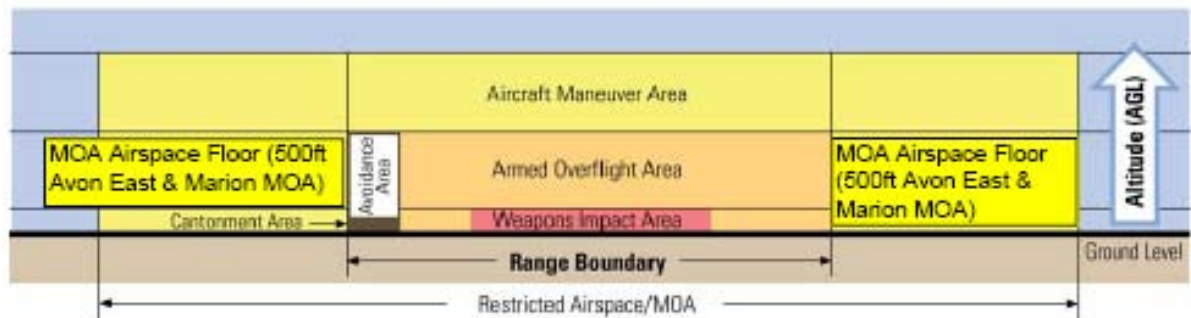 Aircraft Maneuver Area
MOA Airspace Floor (500ft
Avon East & Marion MOA)
Avoidance
Area
Armed Overflight Area
MOA Airspace Floor
(500ft Avon East &
Marion MOA)
Altitude (AGL)
Cantonment Area
Weapons Impact Area
Ground Level
Range Boundary
Restricted Airspace/MOA